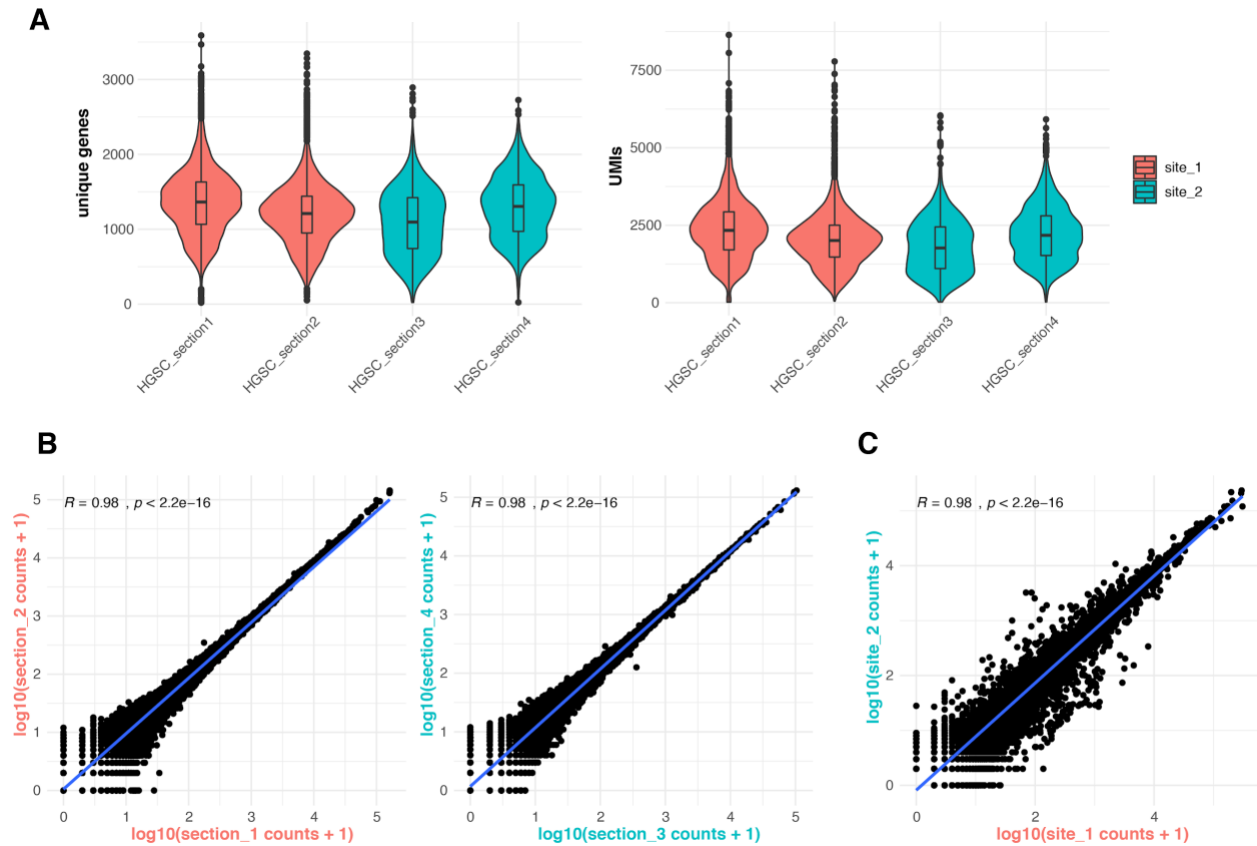 A
unique genes
3000
2000
1000
0
HGSC_section1
HGSC_section2
HGSC_section3
HGSC_section4
UMIs
7500
5000
2500
0
HGSC_section1
HGSC_section2
HGSC_section3
HGSC_section4
site_1
site_2
B
R = 0.98 , p < 2.2e−16
log10(section_2 counts + 1)
5
4
3
2
1
0
0 1 2 3 4 5
log10(section_1 counts + 1)
R = 0.98 , p < 2.2e−16
log10(section_4 counts + 1)
5
4
3
2
1
0
0 1 2 3 4 5
log10(section_3 counts + 1)
C
R = 0.98 , p < 2.2e−16
log10(site_2 counts + 1)
4
2
0
0 2 4
log10(site_1 counts + 1)